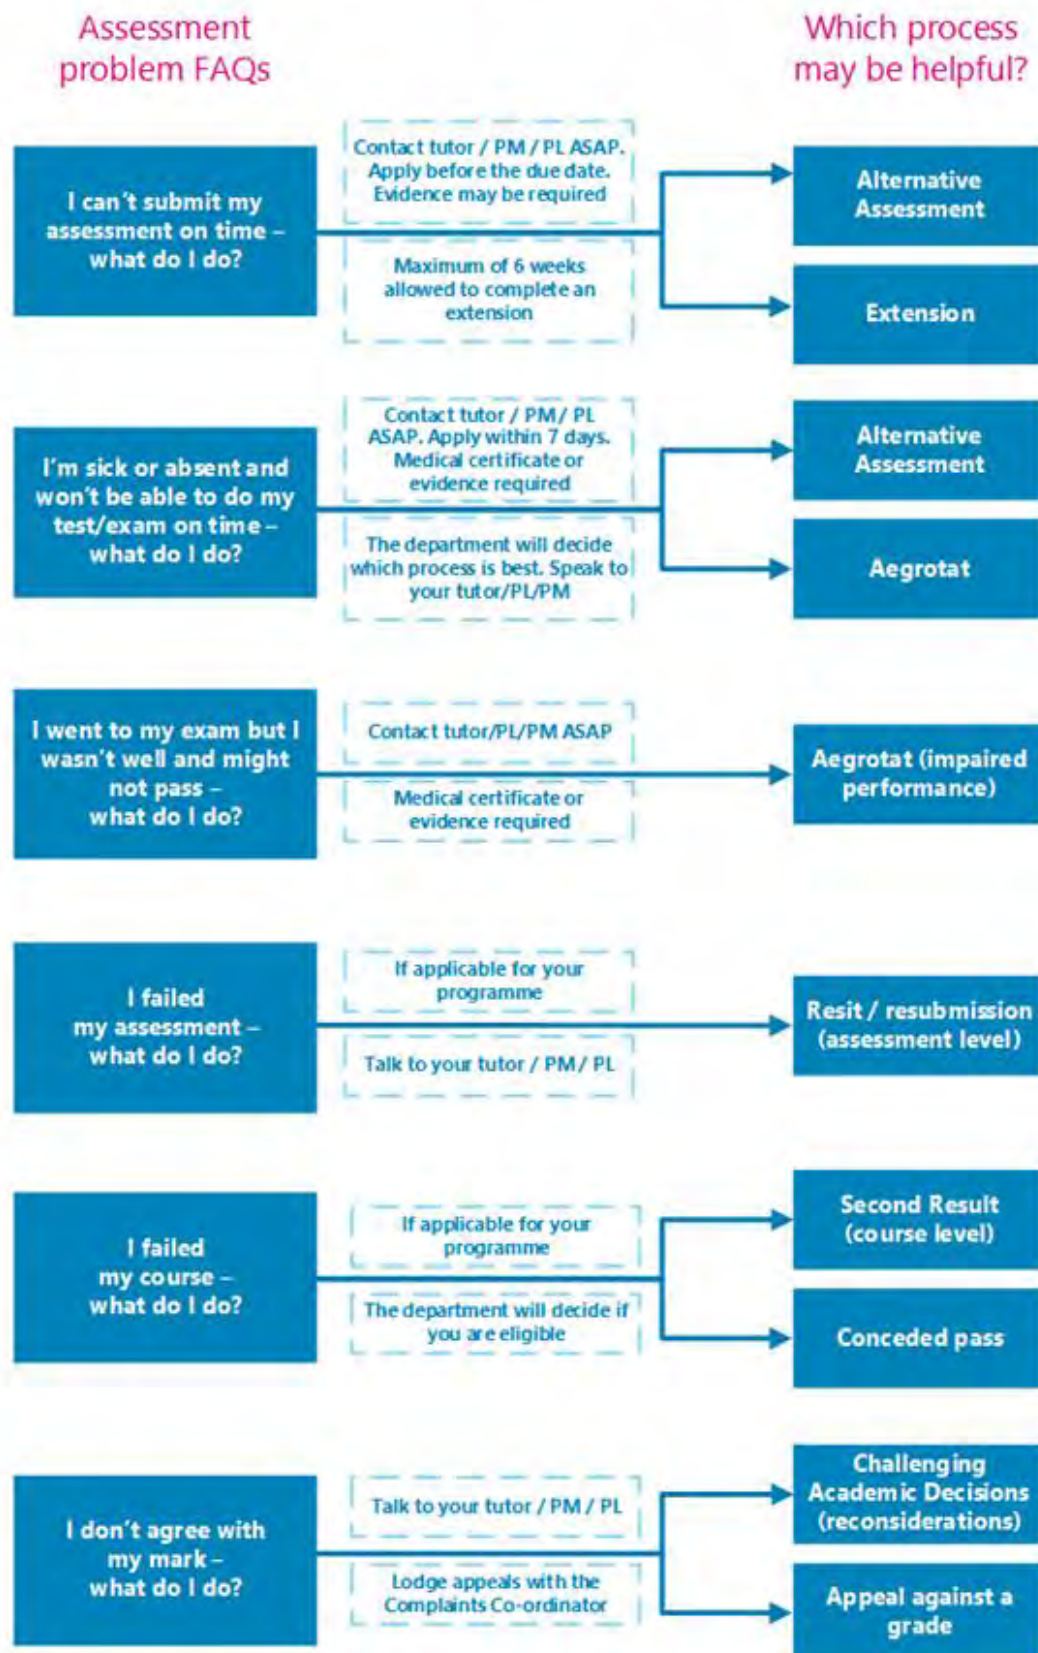 Assessment
problem FAQs
Which process
may be helpful?
I can't submit my
assessment on time –
what do I do?
Contact tutor / PM / PL ASAP.
Apply before the due date.
Evidence may be required
Maximum of 6 weeks
allowed to complete an
extension
Alternative
Assessment
Extension
I'm sick or absent and
won't be able to do my
test/exam on time –
what do I do?
Contact tutor / PM/ PL
ASAP. Apply within 7 days.
Medical certificate or
evidence required
The department will decide
which process is best. Speak to
your tutor/PL/PM
Alternative
Assessment
Aegrotat
I went to my exam but I
wasn't well and might
not pass –
what do I do?
Contact tutor/PL/PM ASAP
Medical certificate or
evidence required
Aegrotat (impaired
performance)
I failed
my assessment –
what do I do?
If applicable for your
programme
Talk to your tutor / PM / PL
Resit / resubmission
(assessment level)
I failed
my course –
what do I do?
If applicable for your
programme
The department will decide if
you are eligible
Second Result
(course level)
Conceded pass
I don't agree with
my mark –
what do I do?
Talk to your tutor / PM / PL
Lodge appeals with the
Complaints Co-ordinator
Challenging
Academic Decisions
(reconsiderations)
Appeal against a
grade